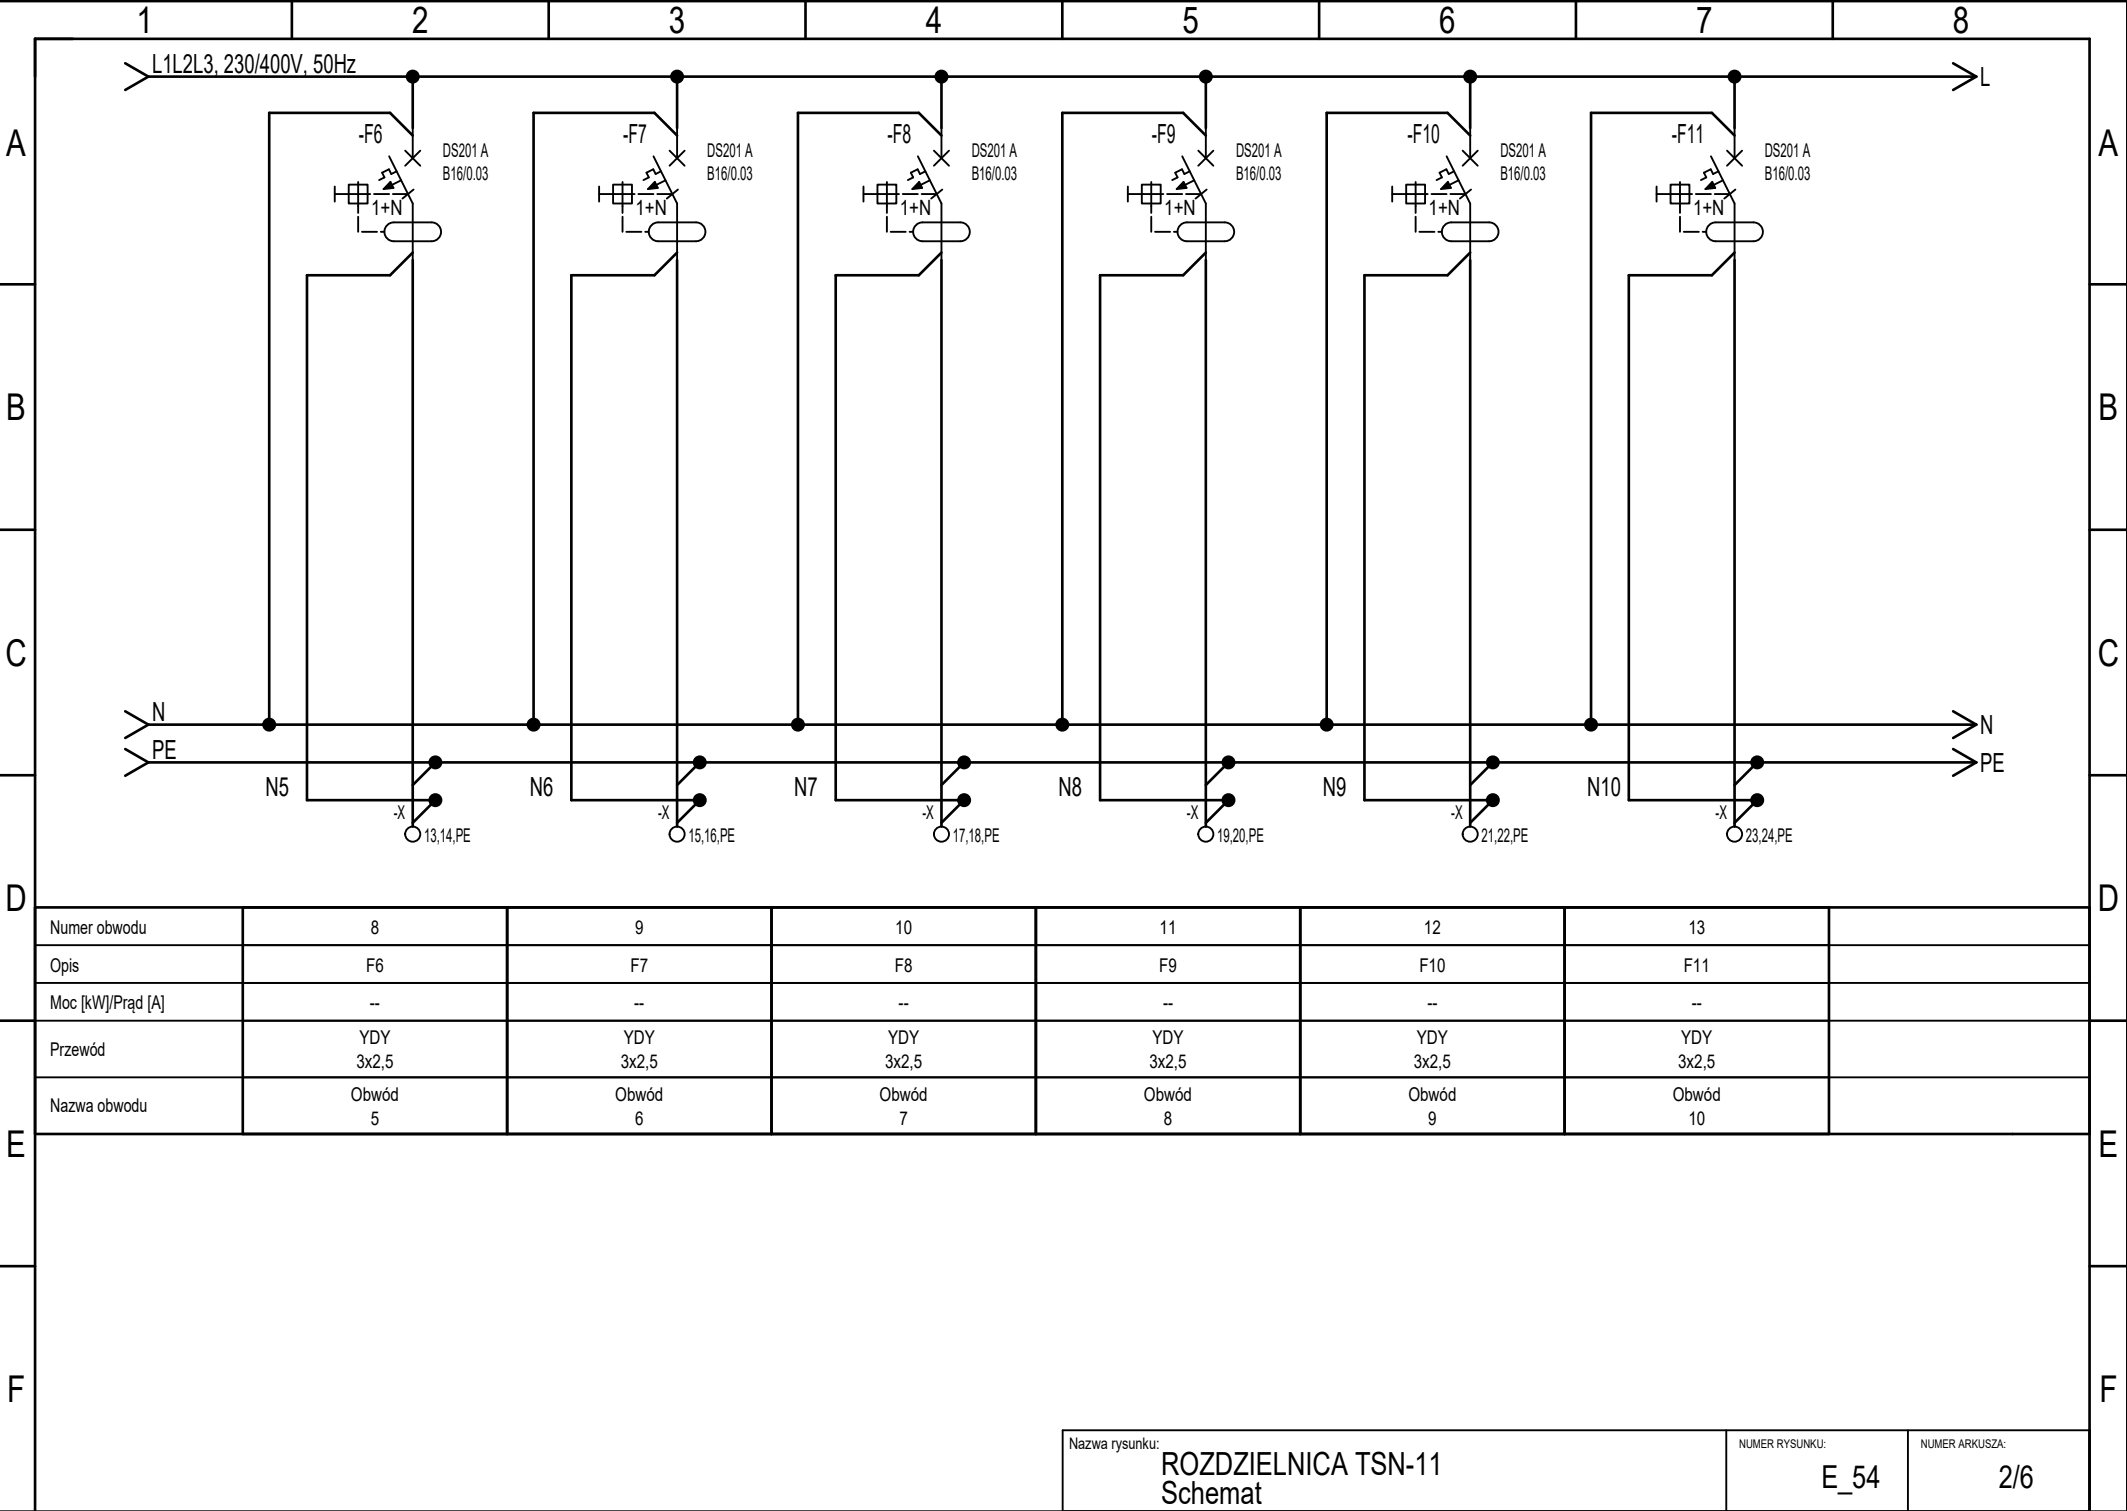 1 2 3 4 5 6 7 8
L1L2L3, 230/400V, 50Hz
L
A
A
-F6
DS201 A
B16/0.03
1+N
-F7
DS201 A
B16/0.03
1+N
-F8
DS201 A
B16/0.03
1+N
-F9
DS201 A
B16/0.03
1+N
-F10
DS201 A
B16/0.03
1+N
-F11
DS201 A
B16/0.03
1+N
B
B
C
C
N
N
PE
PE
N5
-X
13,14,PE
N6
-X
15,16,PE
N7
-X
17,18,PE
N8
-X
19,20,PE
N9
-X
21,22,PE
N10
-X
23,24,PE
D
D
Numer obwodu 8 9 10 11 12 13
Opis F6 F7 F8 F9 F10 F11
Moc [kW]/Prąd [A] -- -- -- -- -- --
Przewód
YDY YDY YDY YDY YDY YDY
3x2,5 3x2,5 3x2,5 3x2,5 3x2,5 3x2,5
Nazwa obwodu
Obwód Obwód Obwód Obwód Obwód Obwód
5 6 7 8 9 10
E
E
F
F
Nazwa rysunku:
ROZDZIELNICA TSN-11
Schemat
NUMER RYSUNKU:
E_54
NUMER ARKUSZA:
2/6